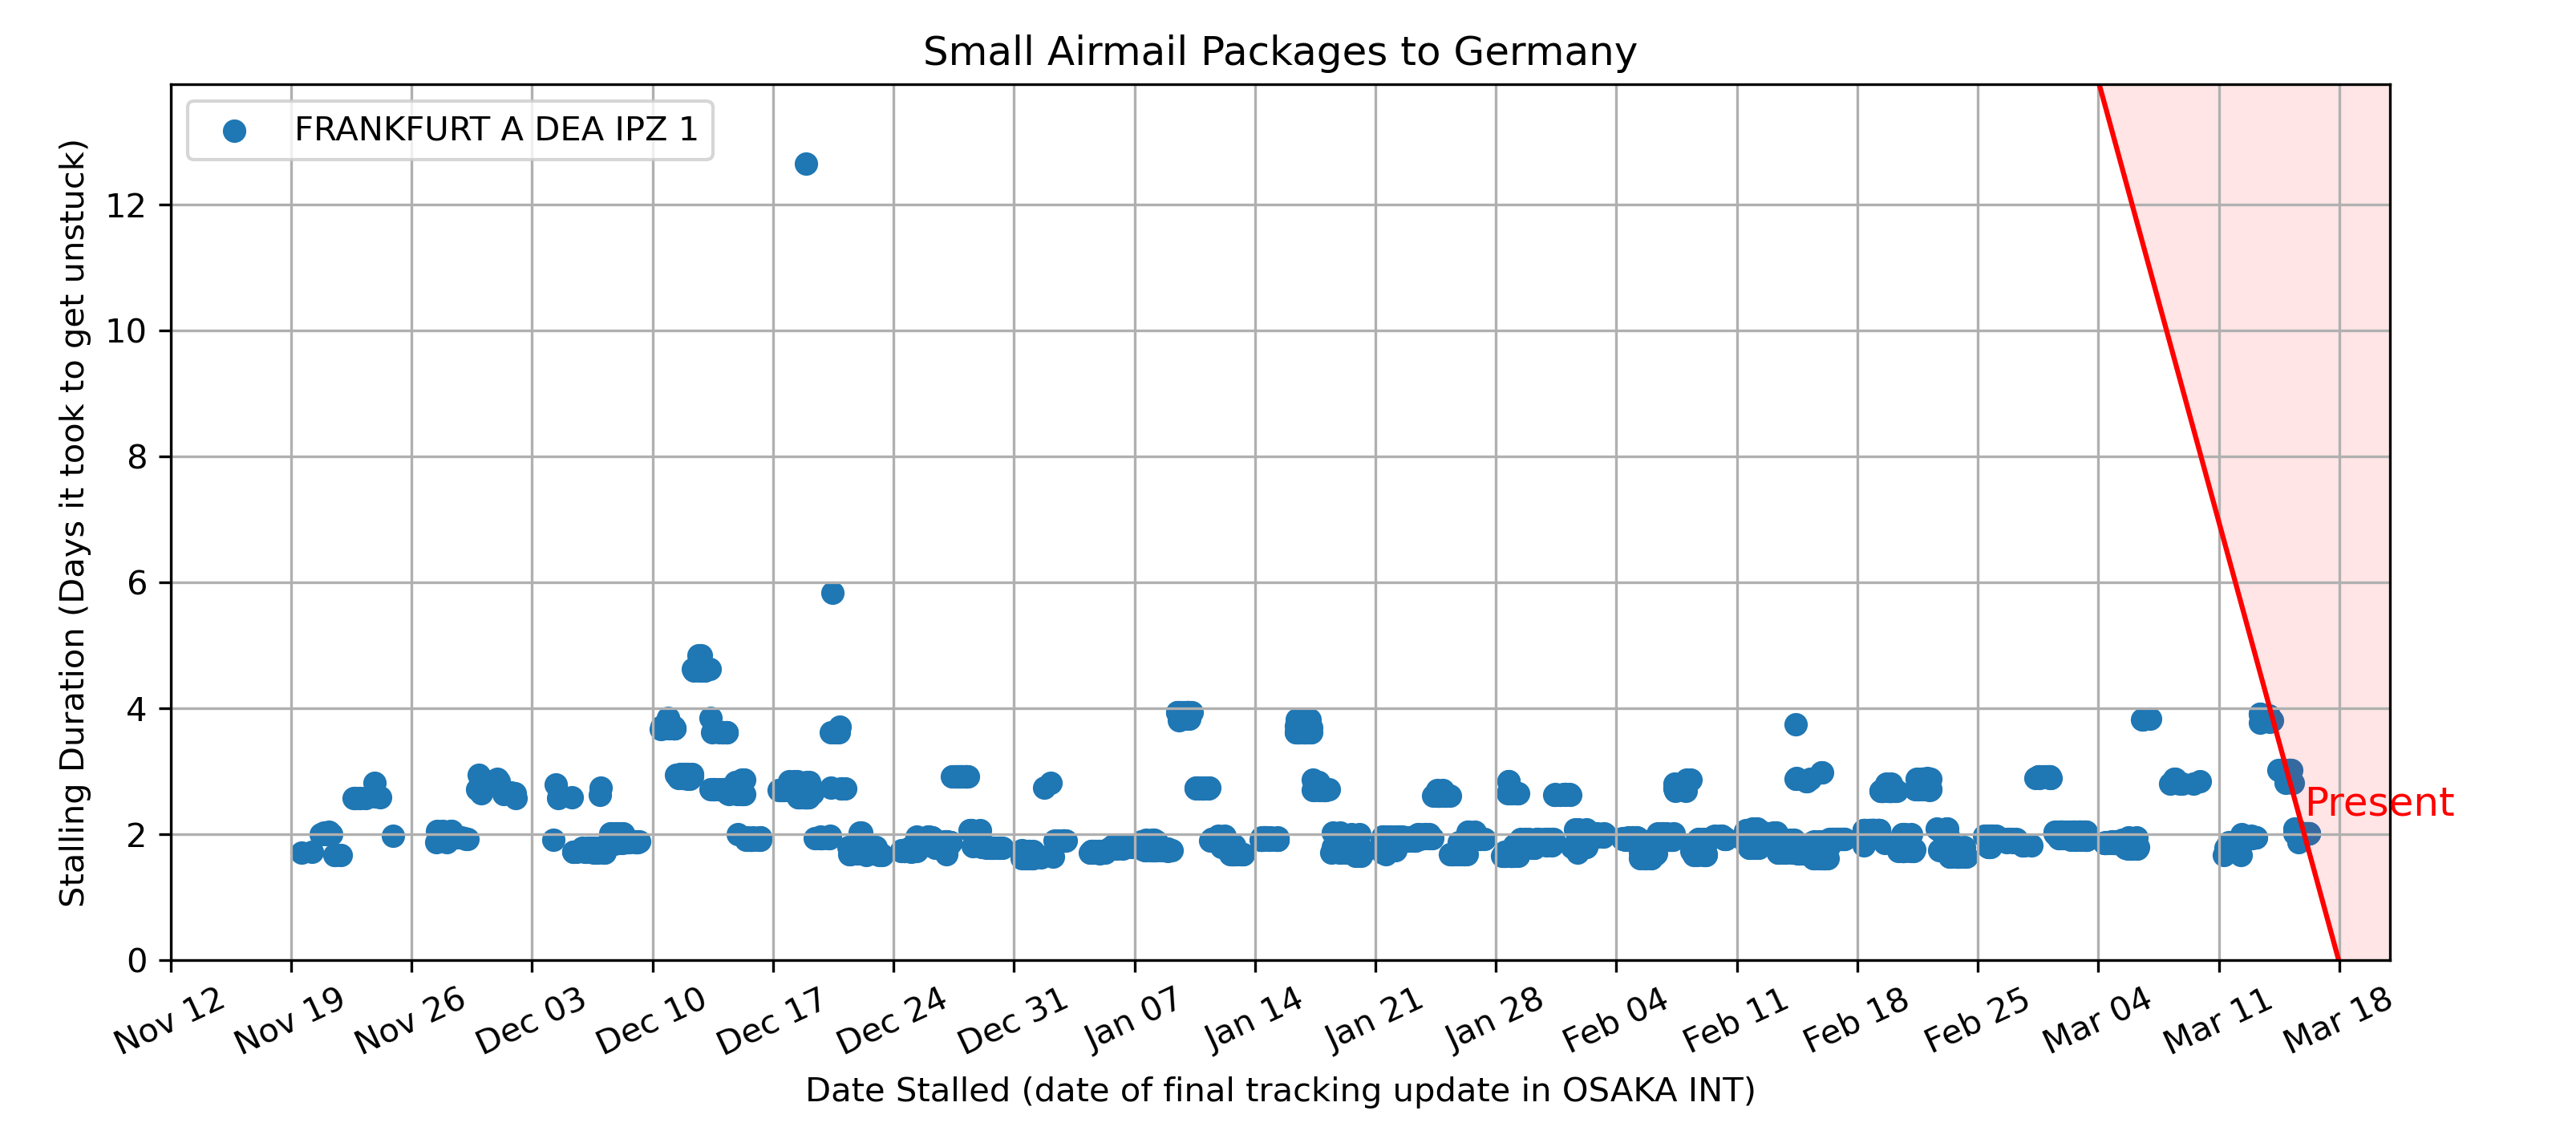 Small Airmail Packages to Germany
FRANKFURT A DEA IPZ 1
Stalling Duration (Days it took to get unstuck)
12
10
8
6
4
2
0
Present
Nov 12
Nov 19
Nov 26
Dec 03
Dec 10
Dec 17
Dec 24
Dec 31
Jan 07
Jan 14
Jan 21
Jan 28
Feb 04
Feb 11
Feb 18
Feb 25
Mar 04
Mar 11
Mar 18
Date Stalled (date of final tracking update in OSAKA INT)